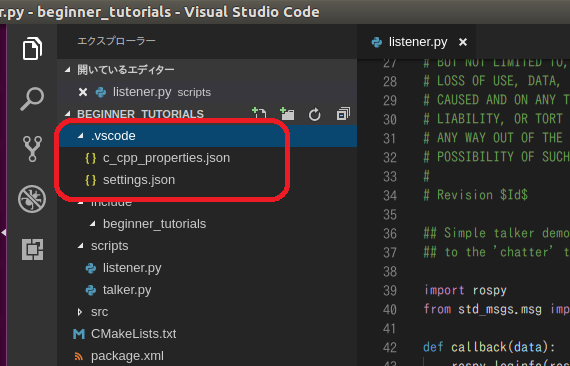 er.py - beginner_tutorials - Visual Studio Code
エクスプローラー
開いているエディター
listener.py scripts
BEGINNER_TUTORIALS
.vscode
{ } c_cpp_properties.json
{ } settings.json
include
beginner_tutorials
scripts
listener.py
talker.py
src
CMakeLists.txt
package.xml
listener.py
27 # BUT NOT LIMITED TO,
28 # LOSS OF USE, DATA,
29 # CAUSED AND ON ANY T
30 # LIABILITY, OR TORT
31 # ANY WAY OUT OF THE
32 # POSSIBILITY OF SUCH
33 #
34 # Revision $Id$
35
36 ## Simple talker demo
37 ## to the 'chatter' t
38
39 import rospy
40 from std_msgs.msg imp
41
42 def callback(data):
43 rospy.loginfo(ros